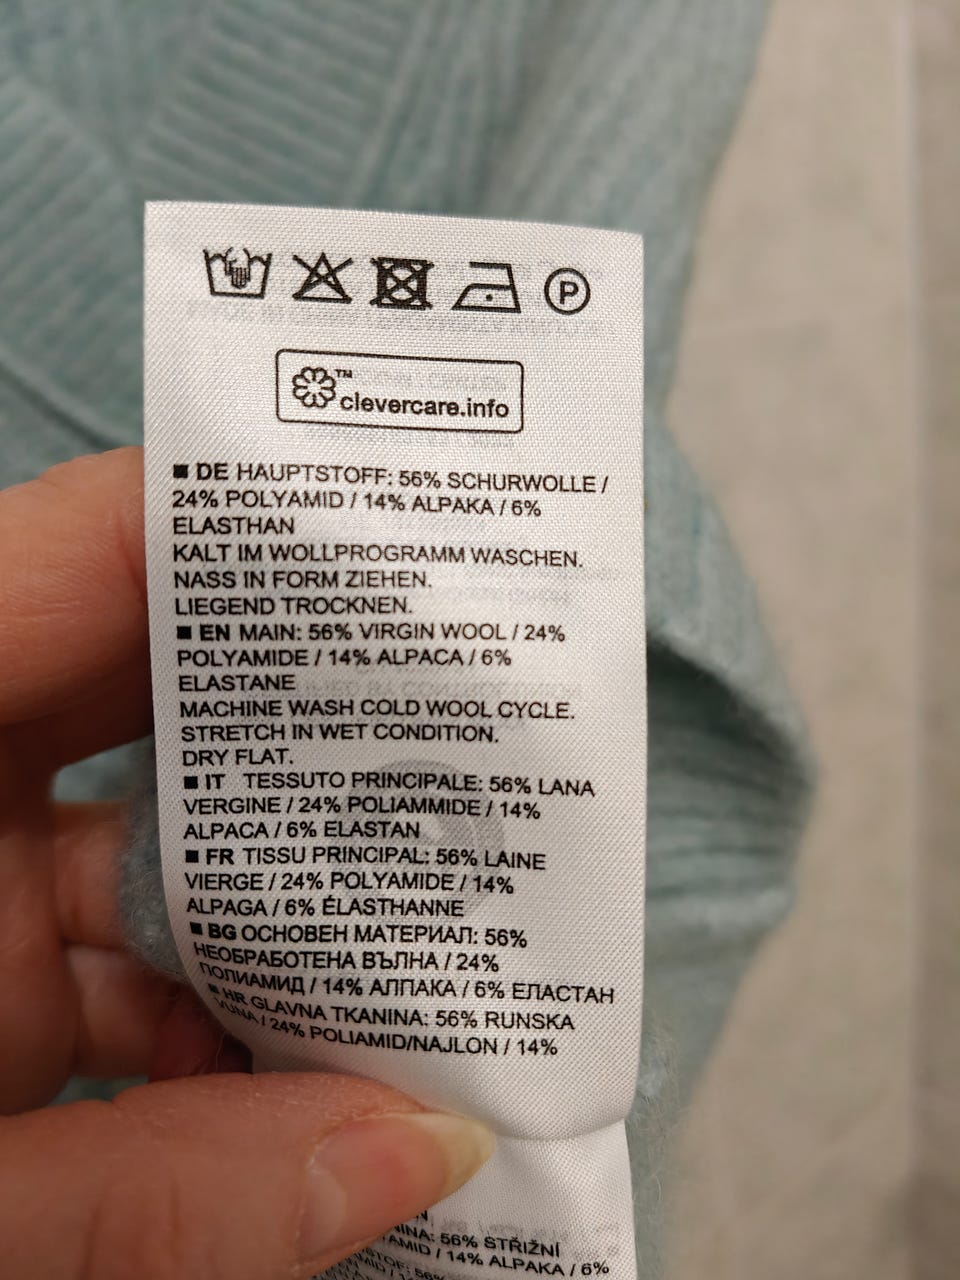 P
™
clevercare.info
■ DE HAUPTSTOFF: 56% SCHURWOLLE /
24% POLYAMID / 14% ALPAKA / 6%
ELASTHAN
KALT IM WOLLPROGRAMM WASCHEN.
NASS IN FORM ZIEHEN.
LIEGEND TROCKNEN.
■ EN MAIN: 56% VIRGIN WOOL / 24%
POLYAMIDE / 14% ALPACA / 6%
ELASTANE
MACHINE WASH COLD WOOL CYCLE.
STRETCH IN WET CONDITION.
DRY FLAT.
■ IT TESSUTO PRINCIPALE: 56% LANA
VERGINE / 24% POLIAMMIDE / 14%
ALPACA / 6% ELASTAN
■ FR TISSU PRINCIPAL: 56% LAINE
VIERGE / 24% POLYAMIDE / 14%
ALPAGA / 6% ÉLASTHANNE
■ BG ОСНОВЕН МАТЕРИАЛ: 56%
НЕОБРАБОТЕНА ВЪЛНА / 24%
ПОЛИАМИД / 14% АЛПАКА / 6% ЕЛАСТАН
■ HR GLAVNA TKANINA: 56% RUNSKA
VUNA / 24% POLIAMID/NAJLON / 14%
56% STŘIŽNÍ
/ 14% ALPAKA / 6%